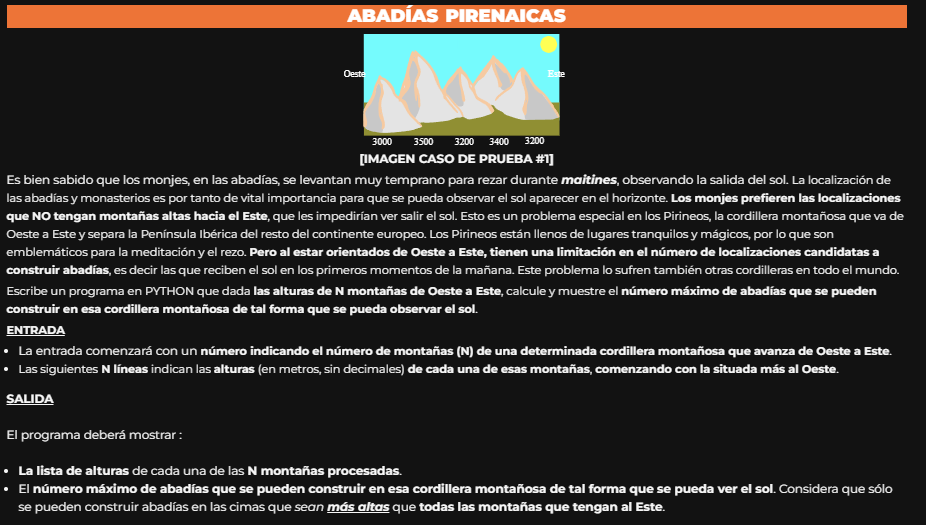 ABADÍAS PIRENAICAS
Oeste
Este
3000 3500 3200 3400 3200
[IMAGEN CASO DE PRUEBA #1]
Es bien sabido que los monjes, en las abadías, se levantan muy temprano para rezar durante maitines, observando la salida del sol. La localización de
las abadías y monasterios es por tanto de vital importancia para que se pueda observar el sol aparecer en el horizonte. Los monjes prefieren las localizaciones
que NO tengan montañas altas hacia el Este, que les impedirían ver salir el sol. Esto es un problema especial en los Pirineos, la cordillera montañosa que va de
Oeste a Este y separa la Península Ibérica del resto del continente europeo. Los Pirineos están llenos de lugares tranquilos y mágicos, por lo que son
emblemáticos para la meditación y el rezo. Pero al estar orientados de Oeste a Este, tienen una limitación en el número de localizaciones candidatas a
construir abadías, es decir las que reciben el sol en los primeros momentos de la mañana. Este problema lo sufren también otras cordilleras en todo el mundo.
Escribe un programa en PYTHON que dada las alturas de N montañas de Oeste a Este, calcule y muestre el número máximo de abadías que se pueden
construir en esa cordillera montañosa de tal forma que se pueda observar el sol.
ENTRADA
• La entrada comenzará con un número indicando el número de montañas (N) de una determinada cordillera montañosa que avanza de Oeste a Este.
• Las siguientes N líneas indican las alturas (en metros, sin decimales) de cada una de esas montañas, comenzando con la situada más al Oeste.
SALIDA
El programa deberá mostrar :
• La lista de alturas de cada una de las N montañas procesadas.
• El número máximo de abadías que se pueden construir en esa cordillera montañosa de tal forma que se pueda ver el sol. Considera que sólo
se pueden construir abadías en las cimas que sean más altas que todas las montañas que tengan al Este.